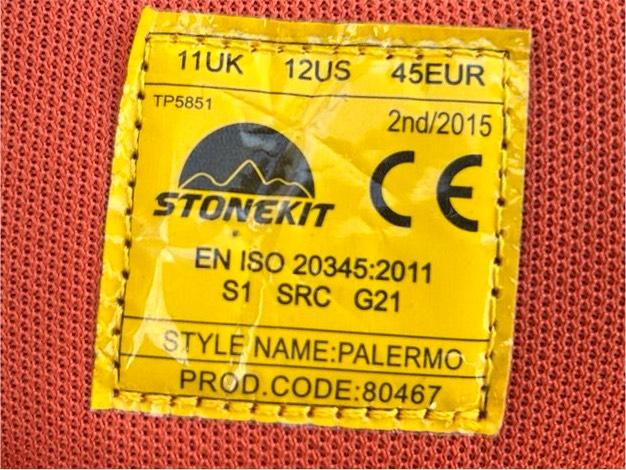 11UK 12US 45EUR
TP5851
2nd/2015
STONEKIT
CE
EN ISO 20345:2011
S1 SRC G21
STYLE NAME:PALERMO
PROD.CODE:80467